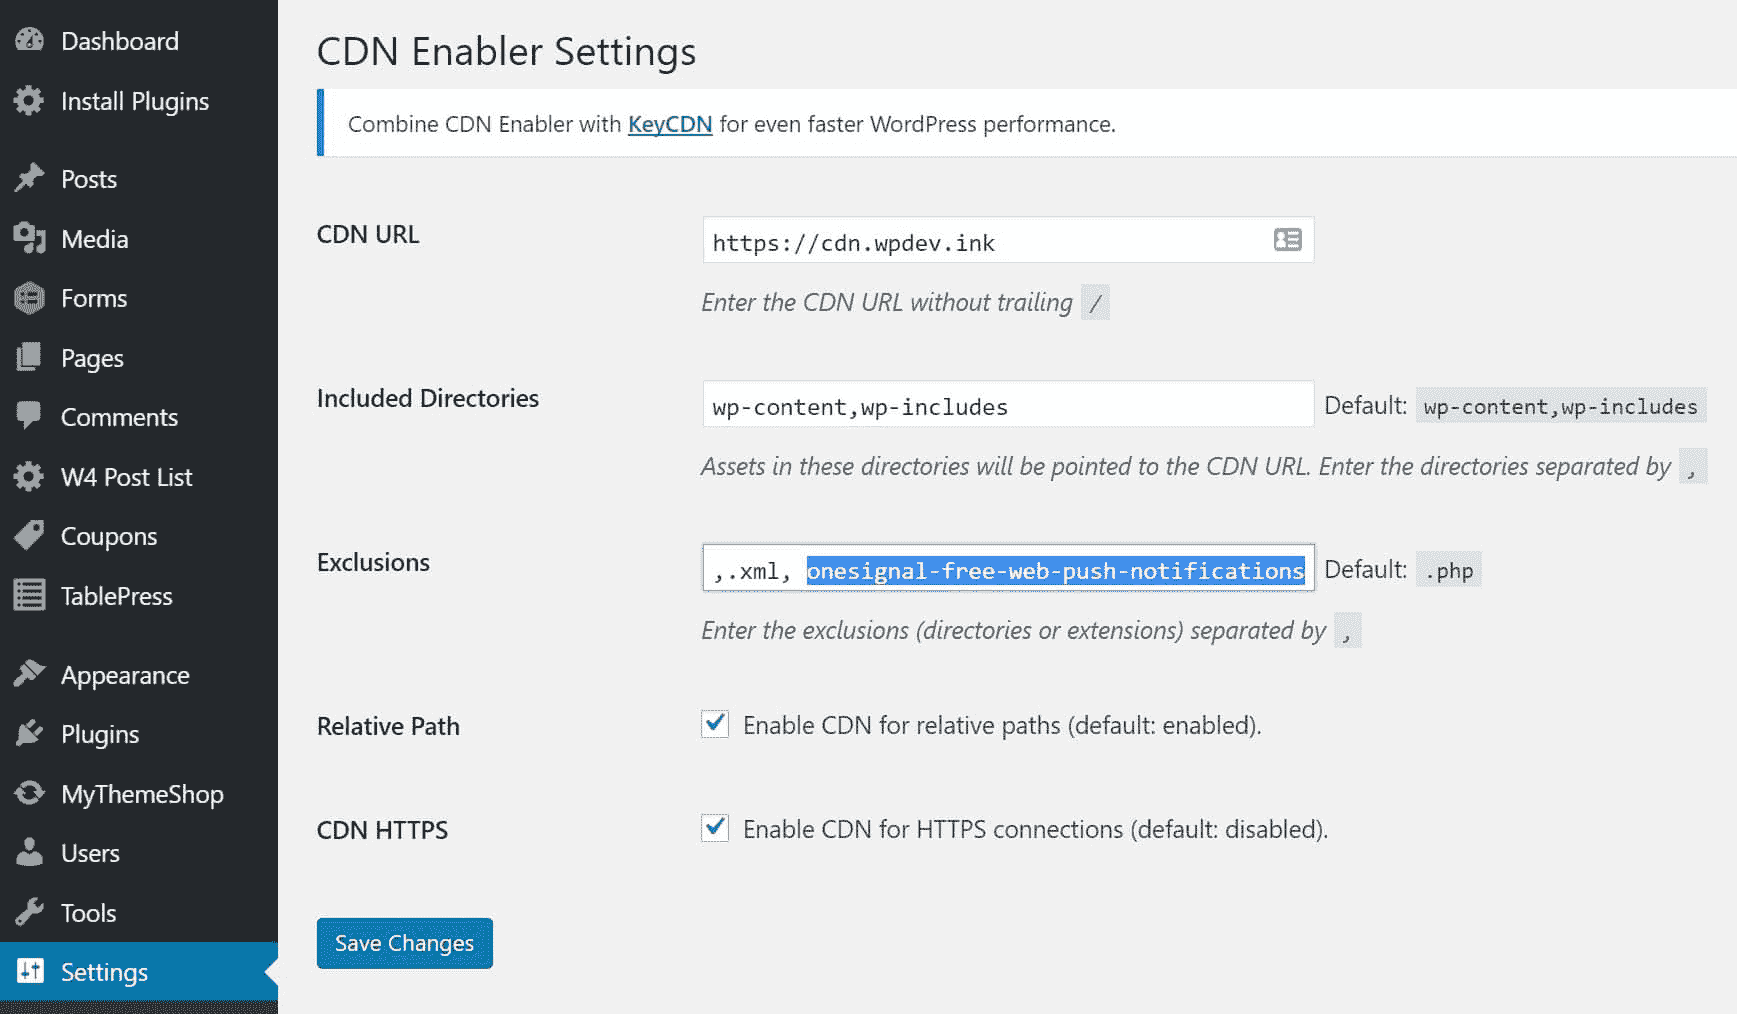 Dashboard
Install Plugins
Posts
Media
Forms
Pages
Comments
W4 Post List
Coupons
TablePress
Appearance
Plugins
MyThemeShop
Users
Tools
Settings
CDN Enabler Settings
Combine CDN Enabler with KeyCDN for even faster WordPress performance.
CDN URL
https://cdn.wpdev.ink
Enter the CDN URL without trailing /
Included Directories
wp-content,wp-includes Default: wp-content,wp-includes
Assets in these directories will be pointed to the CDN URL. Enter the directories separated by ,
Exclusions
,.xml, onesignal-free-web-push-notifications Default: .php
Enter the exclusions (directories or extensions) separated by ,
Relative Path
Enable CDN for relative paths (default: enabled).
CDN HTTPS
Enable CDN for HTTPS connections (default: disabled).
Save Changes